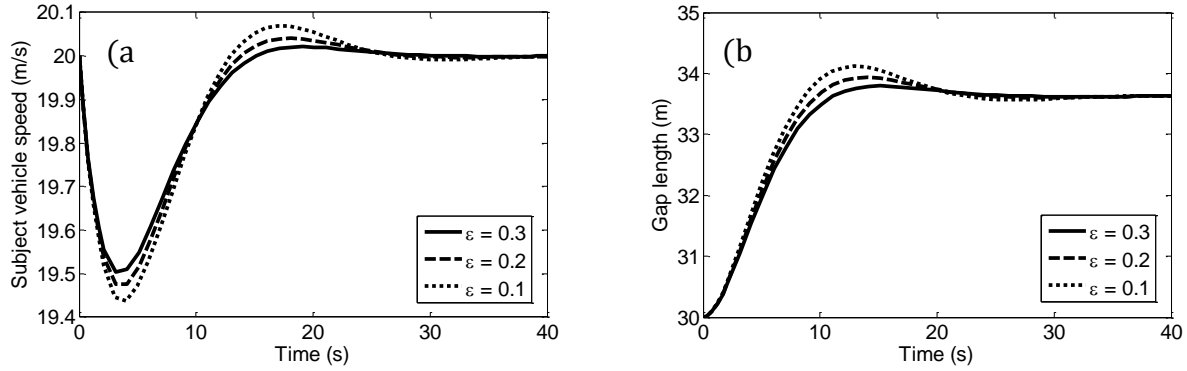 20.1
20
19.9
19.8
19.7
19.6
19.5
19.4
Subject vehicle speed (m/s)
(a
ε = 0.3
ε = 0.2
ε = 0.1
0
10
20
30
40
Time (s)
35
34
33
32
31
30
Gap length (m)
(b)
ε = 0.3
ε = 0.2
ε = 0.1
0
10
20
30
40
Time (s)